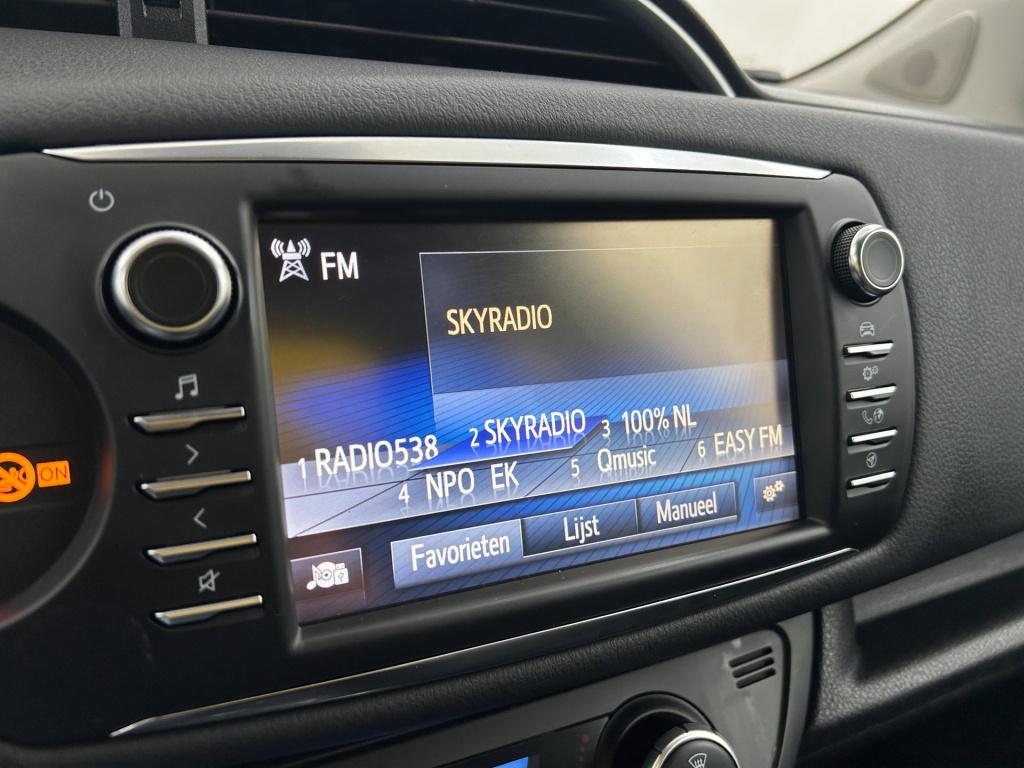 FM
SKYRADIO
1 RADIO538 2 SKYRADIO 3 100% NL
4 NPO EK 5 Qmusic 6 EASY FM
Favorieten Lijst Manueel
ON